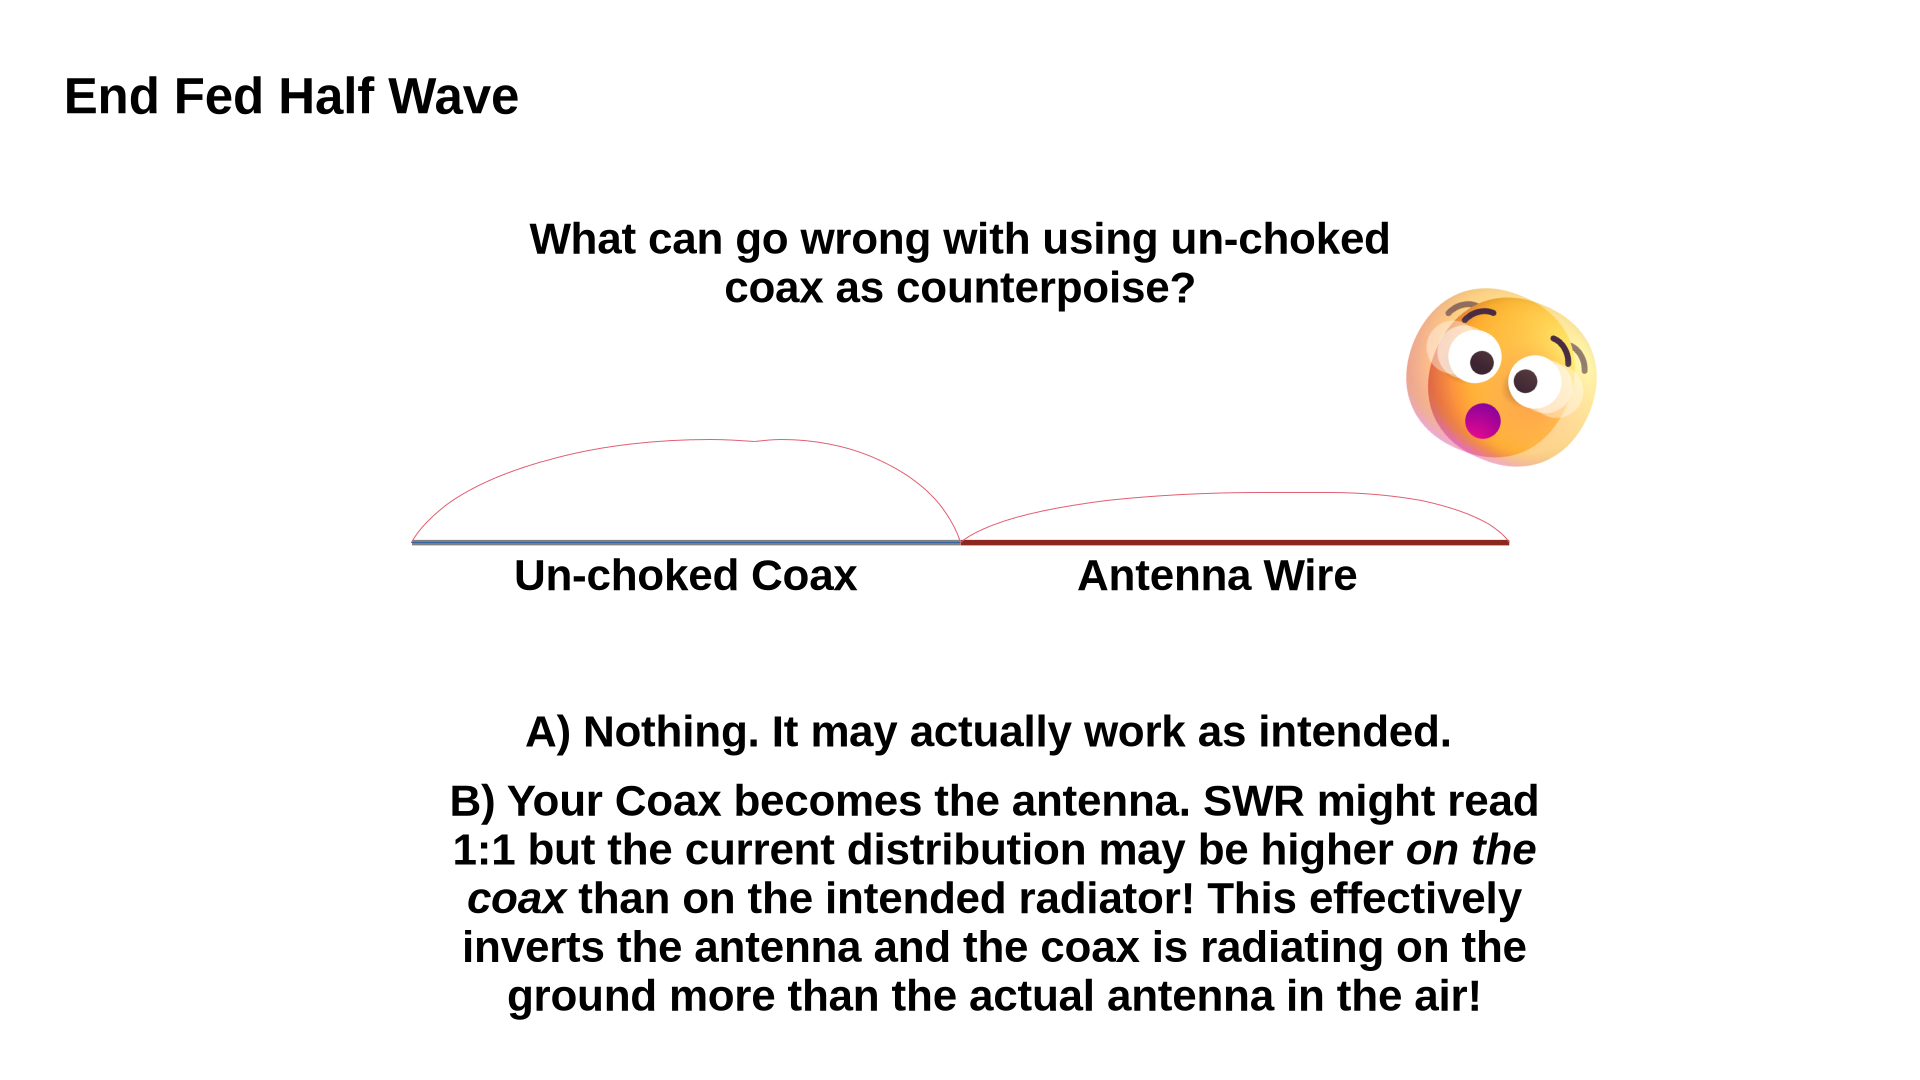 End Fed Half Wave
What can go wrong with using un-choked
coax as counterpoise?
Un-choked Coax
Antenna Wire
A) Nothing. It may actually work as intended.
B) Your Coax becomes the antenna. SWR might read
1:1 but the current distribution may be higher on the
coax than on the intended radiator! This effectively
inverts the antenna and the coax is radiating on the
ground more than the actual antenna in the air!